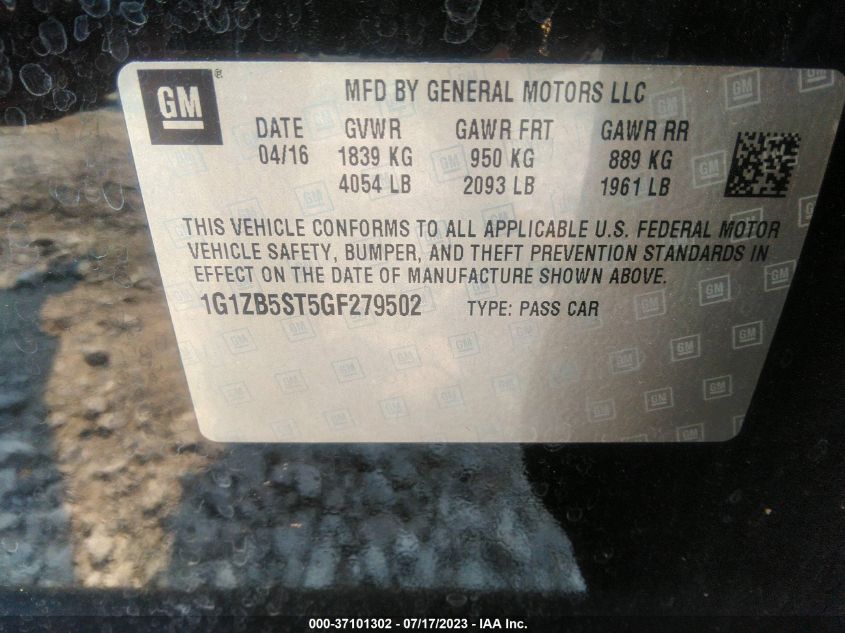 GM ®
MFD BY GENERAL MOTORS LLC
DATE GVWR GAWR FRT GAWR RR
04/16 1839 KG 950 KG 889 KG
4054 LB 2093 LB 1961 LB
THIS VEHICLE CONFORMS TO ALL APPLICABLE U.S. FEDERAL MOTOR
VEHICLE SAFETY, BUMPER, AND THEFT PREVENTION STANDARDS IN
EFFECT ON THE DATE OF MANUFACTURE SHOWN ABOVE.
1G1ZB5ST5GF279502 TYPE: PASS CAR
000-37101302 - 07/17/2023 - IAA Inc.